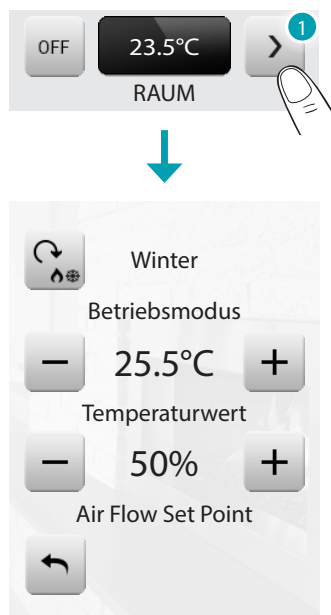 1
OFF 23.5°C >
RAUM
Winter
Betriebsmodus
− 25.5°C +
Temperaturwert
− 50% +
Air Flow Set Point